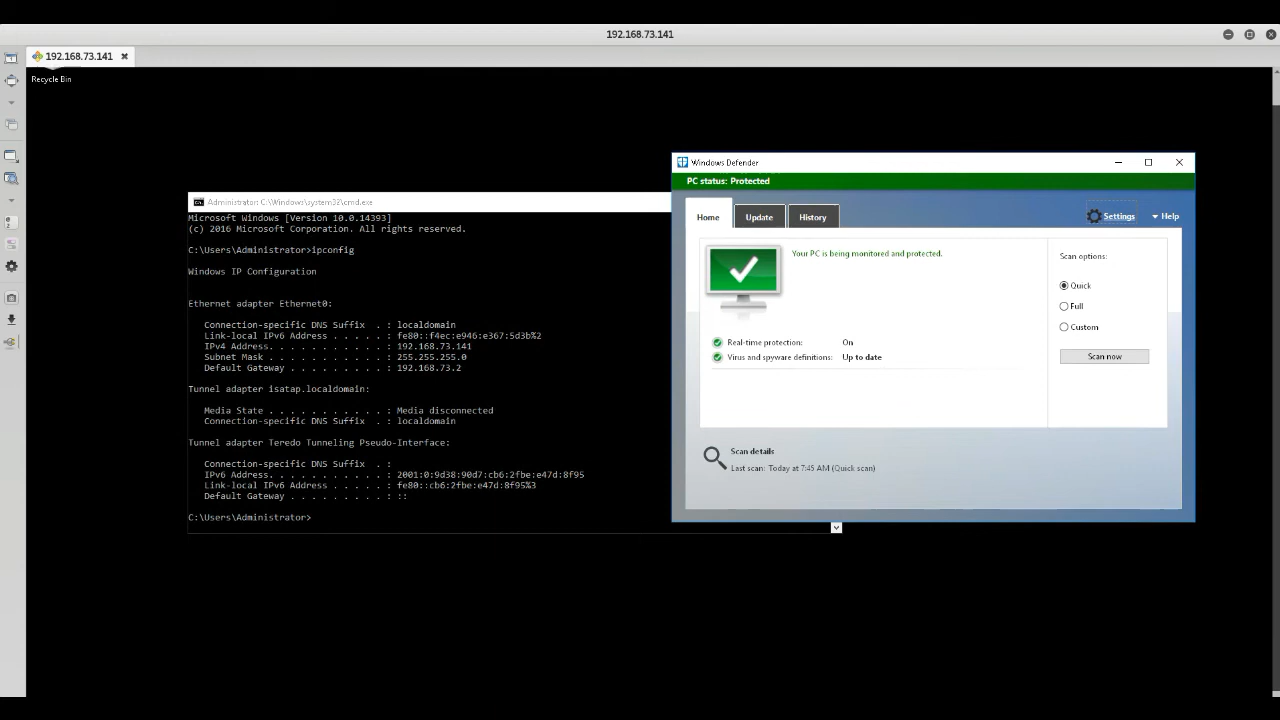 192.168.73.141
192.168.73.141
Recycle Bin
Administrator: C:\Windows\system32\cmd.exe
Microsoft Windows [Version 10.0.14393]
(c) 2016 Microsoft Corporation. All rights reserved.
C:\Users\Administrator>ipconfig
Windows IP Configuration
Ethernet adapter Ethernet0:
Connection-specific DNS Suffix  . : localdomain
Link-local IPv6 Address . . . . . : fe80::f4ec:e946:e367:5d3b%2
IPv4 Address. . . . . . . . . . . : 192.168.73.141
Subnet Mask . . . . . . . . . . . : 255.255.255.0
Default Gateway . . . . . . . . . : 192.168.73.2
Tunnel adapter isatap.localdomain:
Media State . . . . . . . . . . . : Media disconnected
Connection-specific DNS Suffix  . : localdomain
Tunnel adapter Teredo Tunneling Pseudo-Interface:
Connection-specific DNS Suffix  . :
IPv6 Address. . . . . . . . . . . : 2001:0:9d38:90d7:cb6:2fbe:e47d:8f95
Link-local IPv6 Address . . . . . : fe80::cb6:2fbe:e47d:8f95%3
Default Gateway . . . . . . . . . : ::
C:\Users\Administrator>
Windows Defender
PC status: Protected
Home Update History Settings Help
Your PC is being monitored and protected.
Scan options:
Quick
Full
Custom
Scan now
Real-time protection: On
Virus and spyware definitions: Up to date
Scan details
Last scan: Today at 7:45 AM (Quick scan)